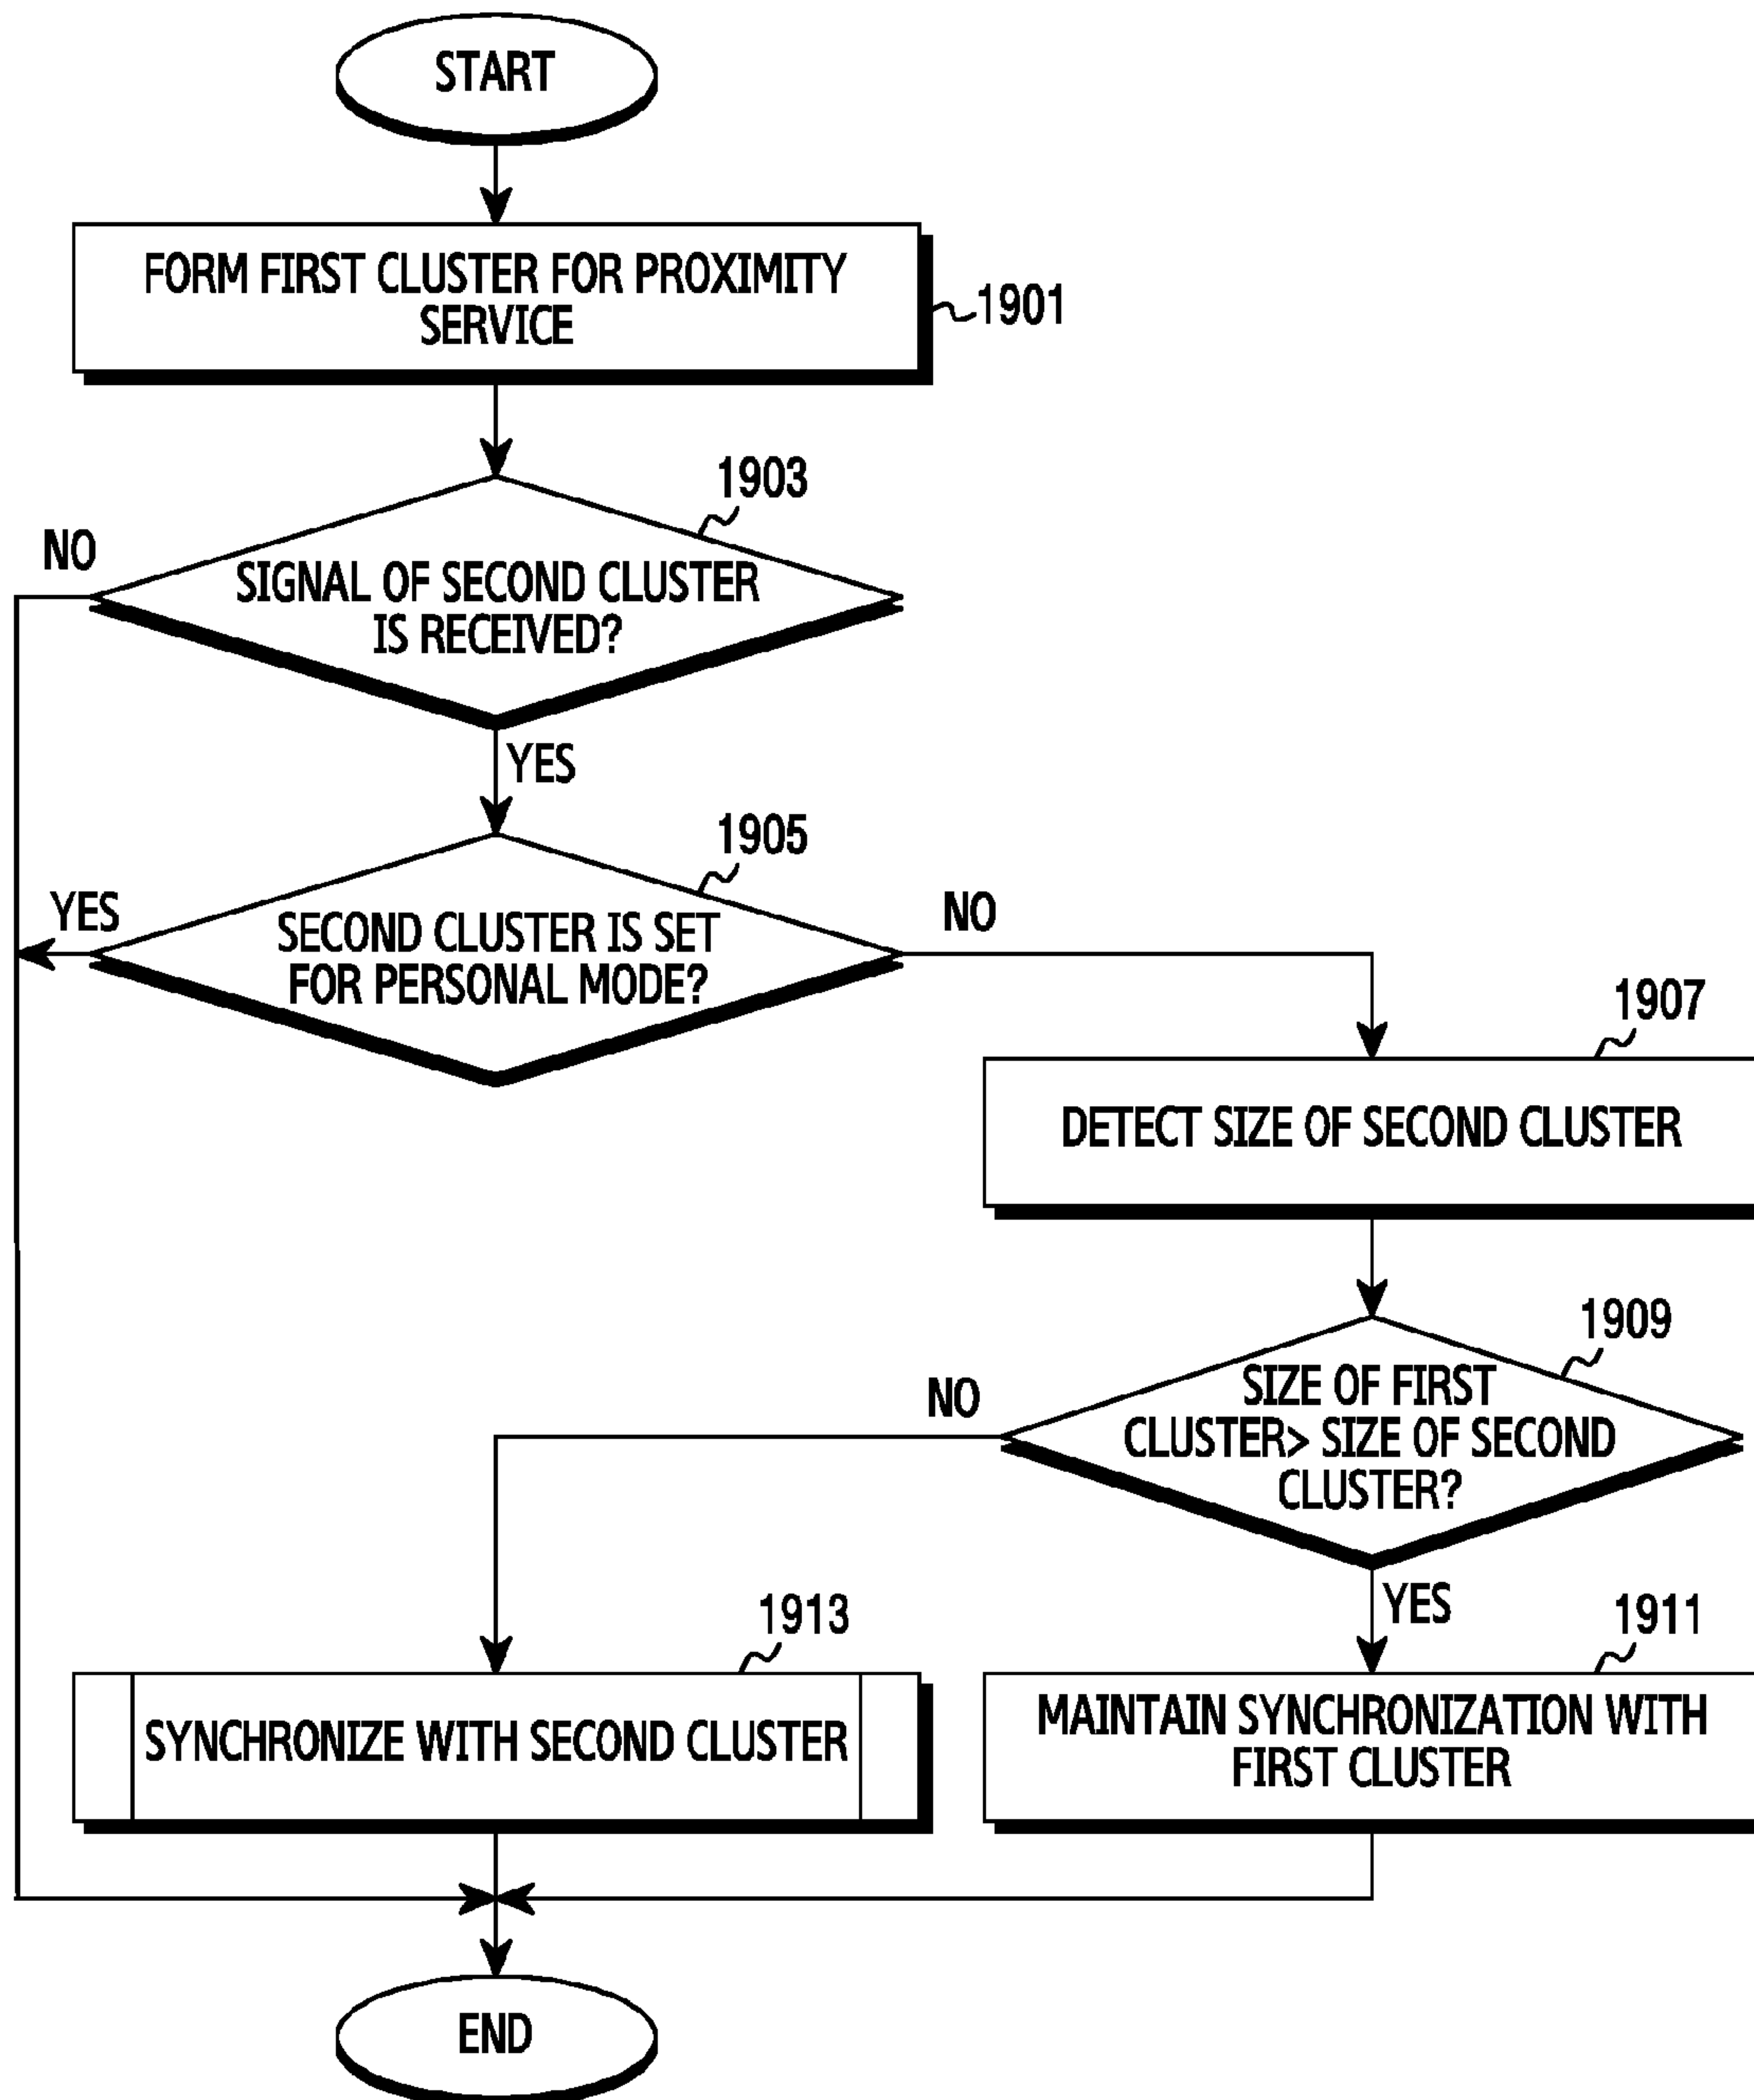 START
FORM FIRST CLUSTER FOR PROXIMITY
SERVICE
1901
1903
NO
SIGNAL OF SECOND CLUSTER
IS RECEIVED?
YES
1905
YES
SECOND CLUSTER IS SET
FOR PERSONAL MODE?
NO
1907
DETECT SIZE OF SECOND CLUSTER
1909
NO
SIZE OF FIRST
CLUSTER> SIZE OF SECOND
CLUSTER?
YES
1913
1911
SYNCHRONIZE WITH SECOND CLUSTER
MAINTAIN SYNCHRONIZATION WITH
FIRST CLUSTER
END